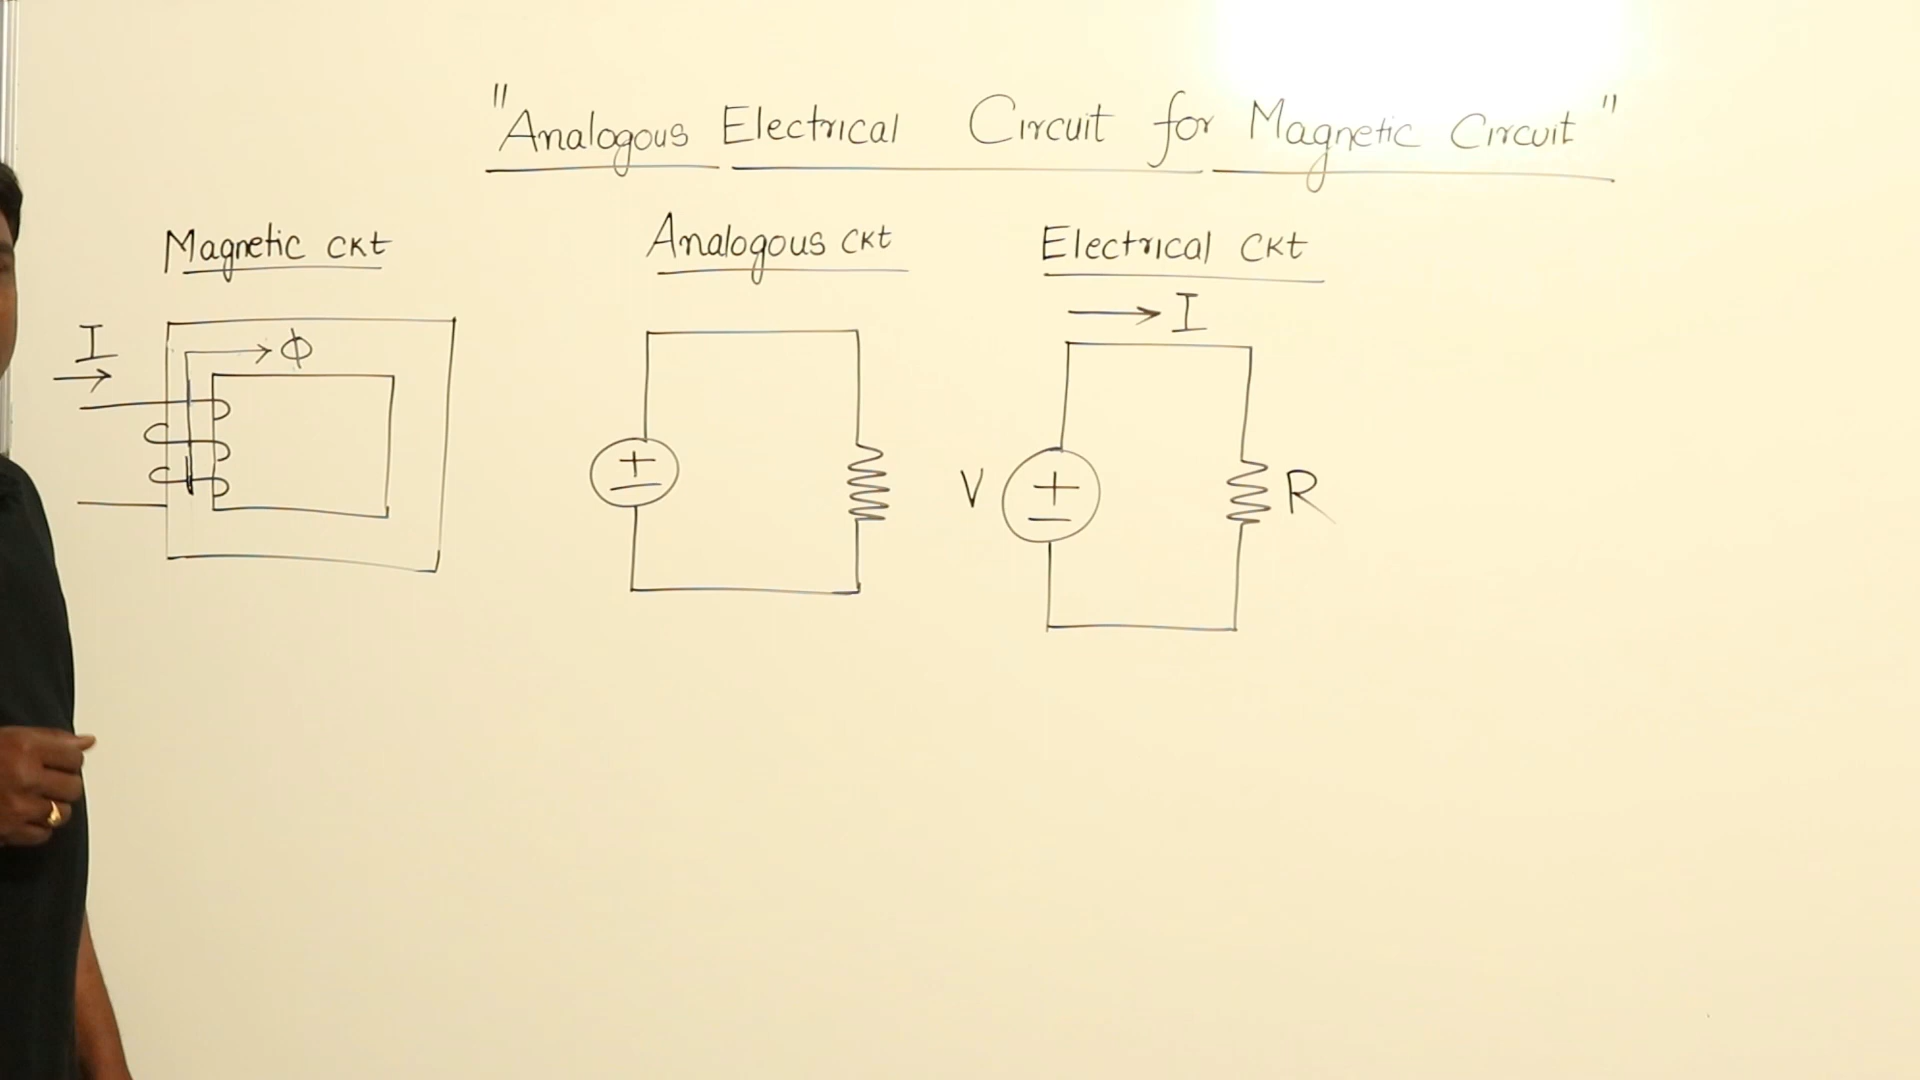 "Analogous Electrical Circuit for Magnetic Circuit"
Magnetic CKt
Analogous CKt
Electrical CKt
I
ϕ
I
+
−
V
+
−
R